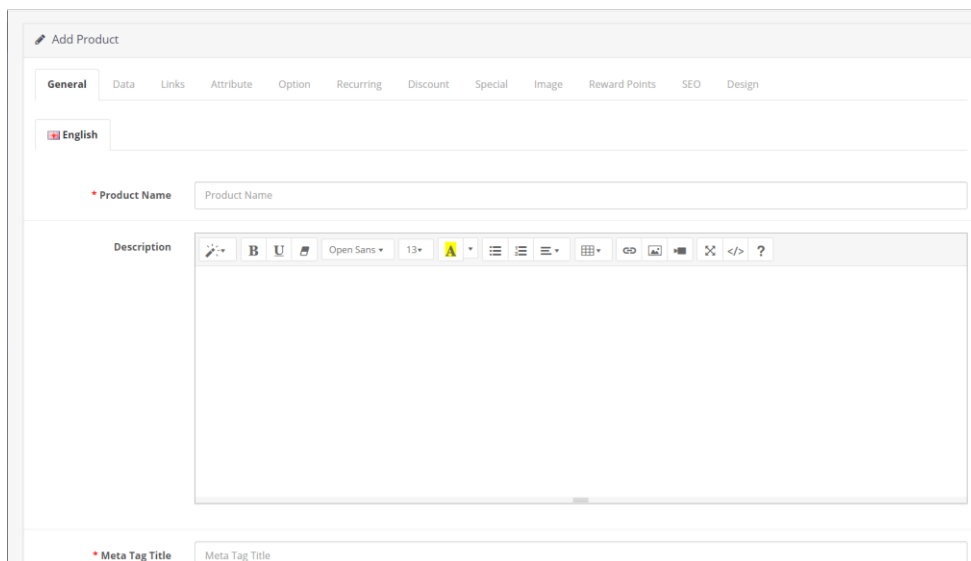 Add Product
General Data Links Attribute Option Recurring Discount Special Image Reward Points SEO Design
English
* Product Name Product Name
Description B U Open Sans 13 A </> ?
* Meta Tag Title Meta Tag Title